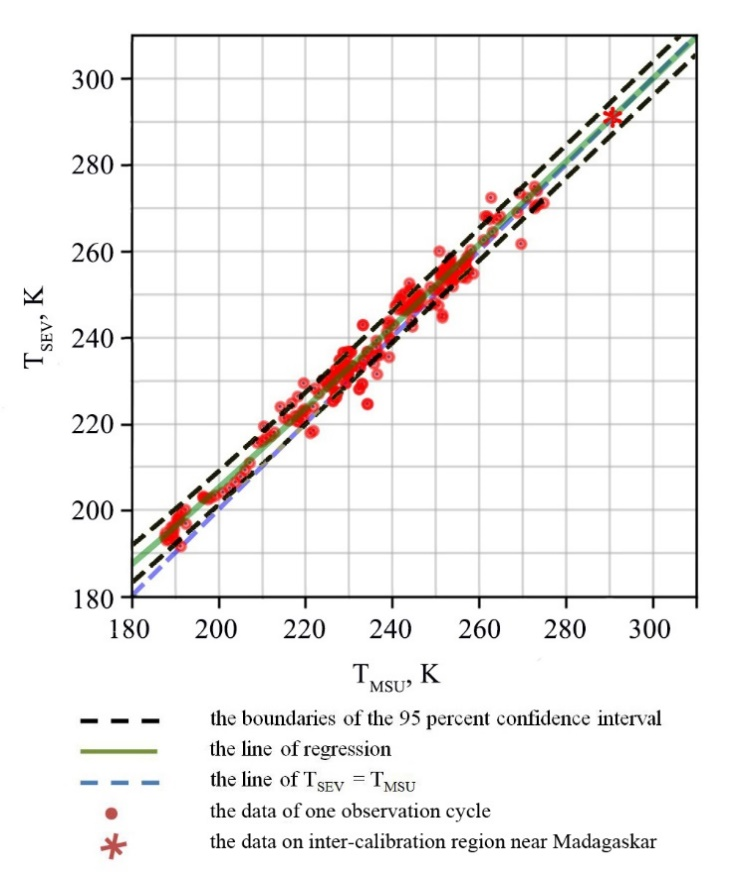 300
280
260
240
220
200
180
T_SEV, K
180 200 220 240 260 280 300
T_MSU, K
the boundaries of the 95 percent confidence interval
the line of regression
the line of T_SEV = T_MSU
the data of one observation cycle
the data on inter-calibration region near Madagaskar